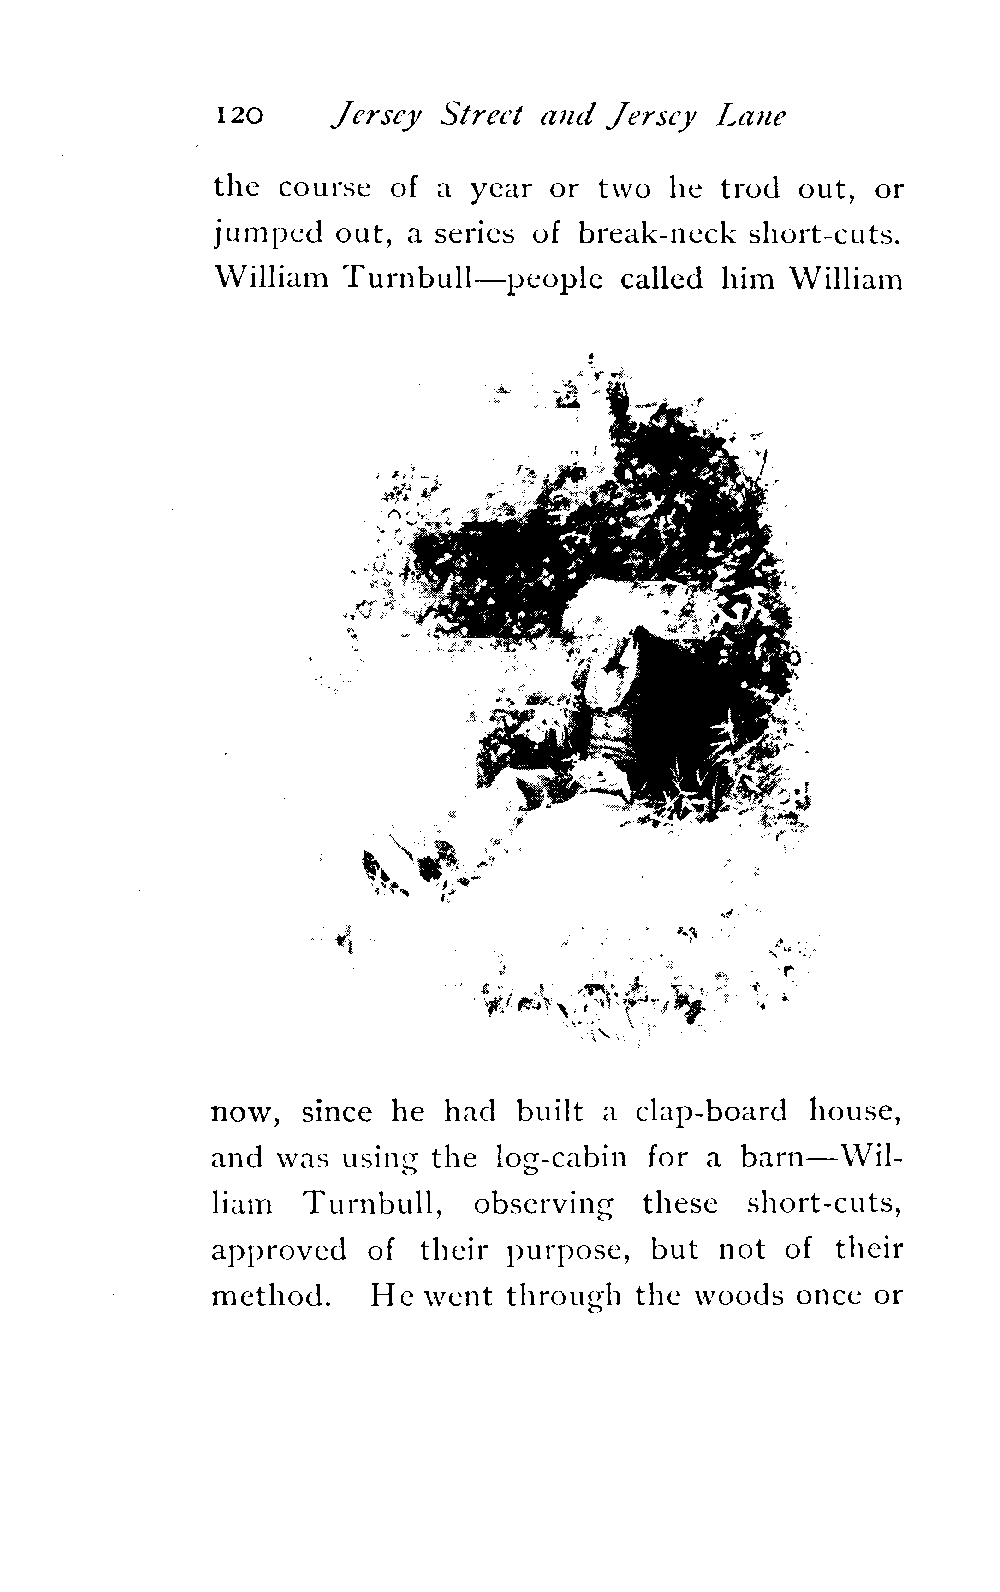 120 Jersey Street and Jersey Lane
the course of a year or two he trod out, or
jumped out, a series of break-neck short-cuts.
William Turnbull—people called him William
now, since he had built a clap-board house,
and was using the log-cabin for a barn—Wil-
liam Turnbull, observing these short-cuts,
approved of their purpose, but not of their
method. He went through the woods once or